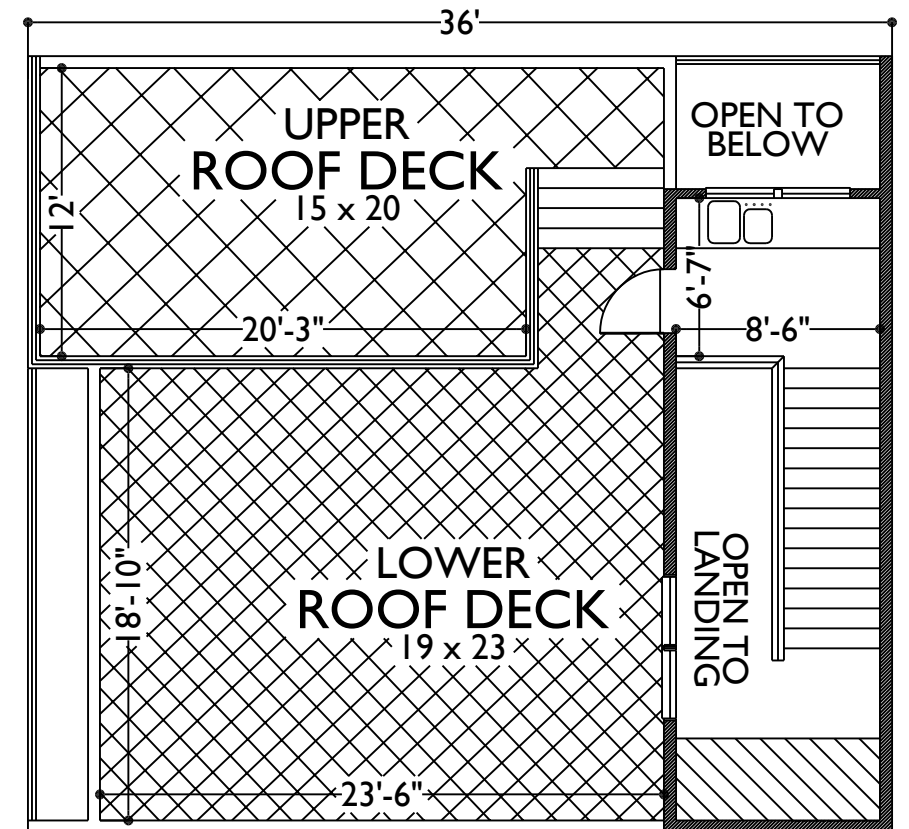 36'
UPPER
ROOF DECK
15 x 20
OPEN TO
BELOW
12'
6'-7"
20'-3"
8'-6"
18'-10"
LOWER
ROOF DECK
19 x 23
OPEN TO
LANDING
23'-6"